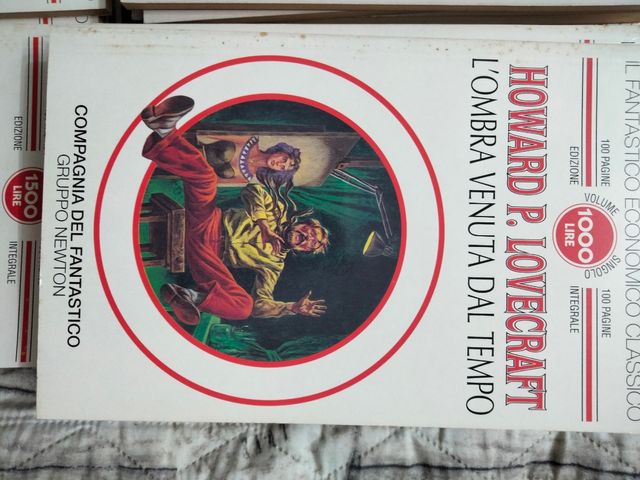 IL FANTASTICO ECONOMICO CLASSICO
100 PAGINE
VOLUME
100 PAGINE
1000
LIRE
EDIZIONE
SINGOLO
INTEGRALE
HOWARD P. LOVECRAFT
L'OMBRA VENUTA DAL TEMPO
COMPAGNIA DEL FANTASTICO
GRUPPO NEWTON
EDIZIONE
1500
LIRE
INTEGRALE